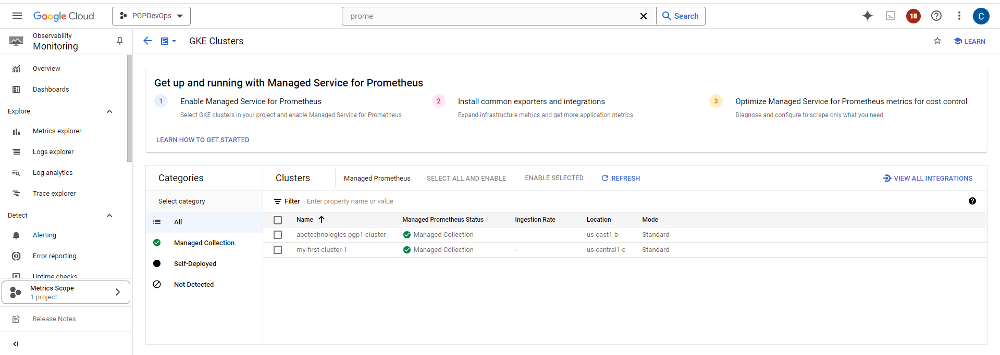 Google Cloud
PGPDevOps
prome
Search
18
C
Observability
Monitoring
GKE Clusters
LEARN
Overview
Dashboards
Explore
Metrics explorer
Logs explorer
Log analytics
Trace explorer
Detect
Alerting
Error reporting
Uptime checks
Metrics Scope
1 project
Release Notes
Get up and running with Managed Service for Prometheus
1
Enable Managed Service for Prometheus
Select GKE clusters in your project and enable Managed Service for Prometheus
2
Install common exporters and integrations
Expand infrastructure metrics and get more application metrics
3
Optimize Managed Service for Prometheus metrics for cost control
Diagnose and configure to scrape only what you need
LEARN HOW TO GET STARTED
Categories
Select category
All
Managed Collection
Self-Deployed
Not Detected
Clusters
Managed Prometheus
SELECT ALL AND ENABLE
ENABLE SELECTED
REFRESH
VIEW ALL INTEGRATIONS
Filter Enter property name or value
Name Managed Prometheus Status Ingestion Rate Location Mode
abctechnologies-pgp1-cluster Managed Collection - us-east1-b Standard
my-first-cluster-1 Managed Collection - us-central1-c Standard